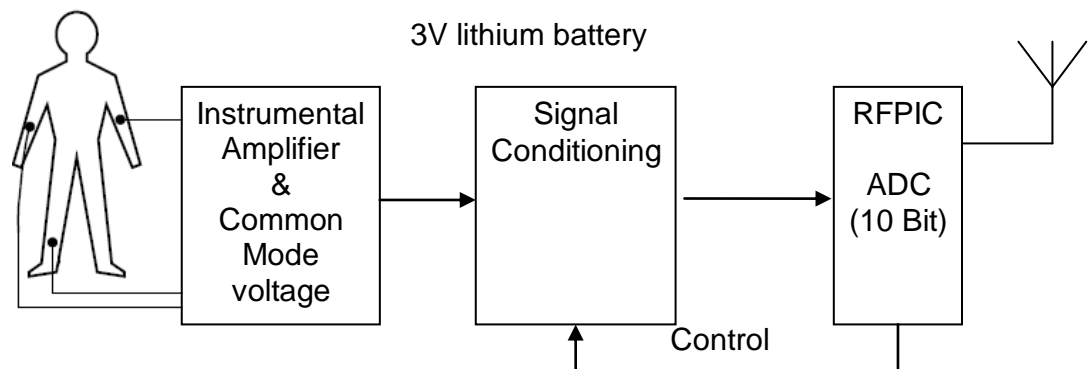 3V lithium battery
Instrumental
Amplifier
&
Common
Mode
voltage
Signal
Conditioning
RFPIC
ADC
(10 Bit)
Control